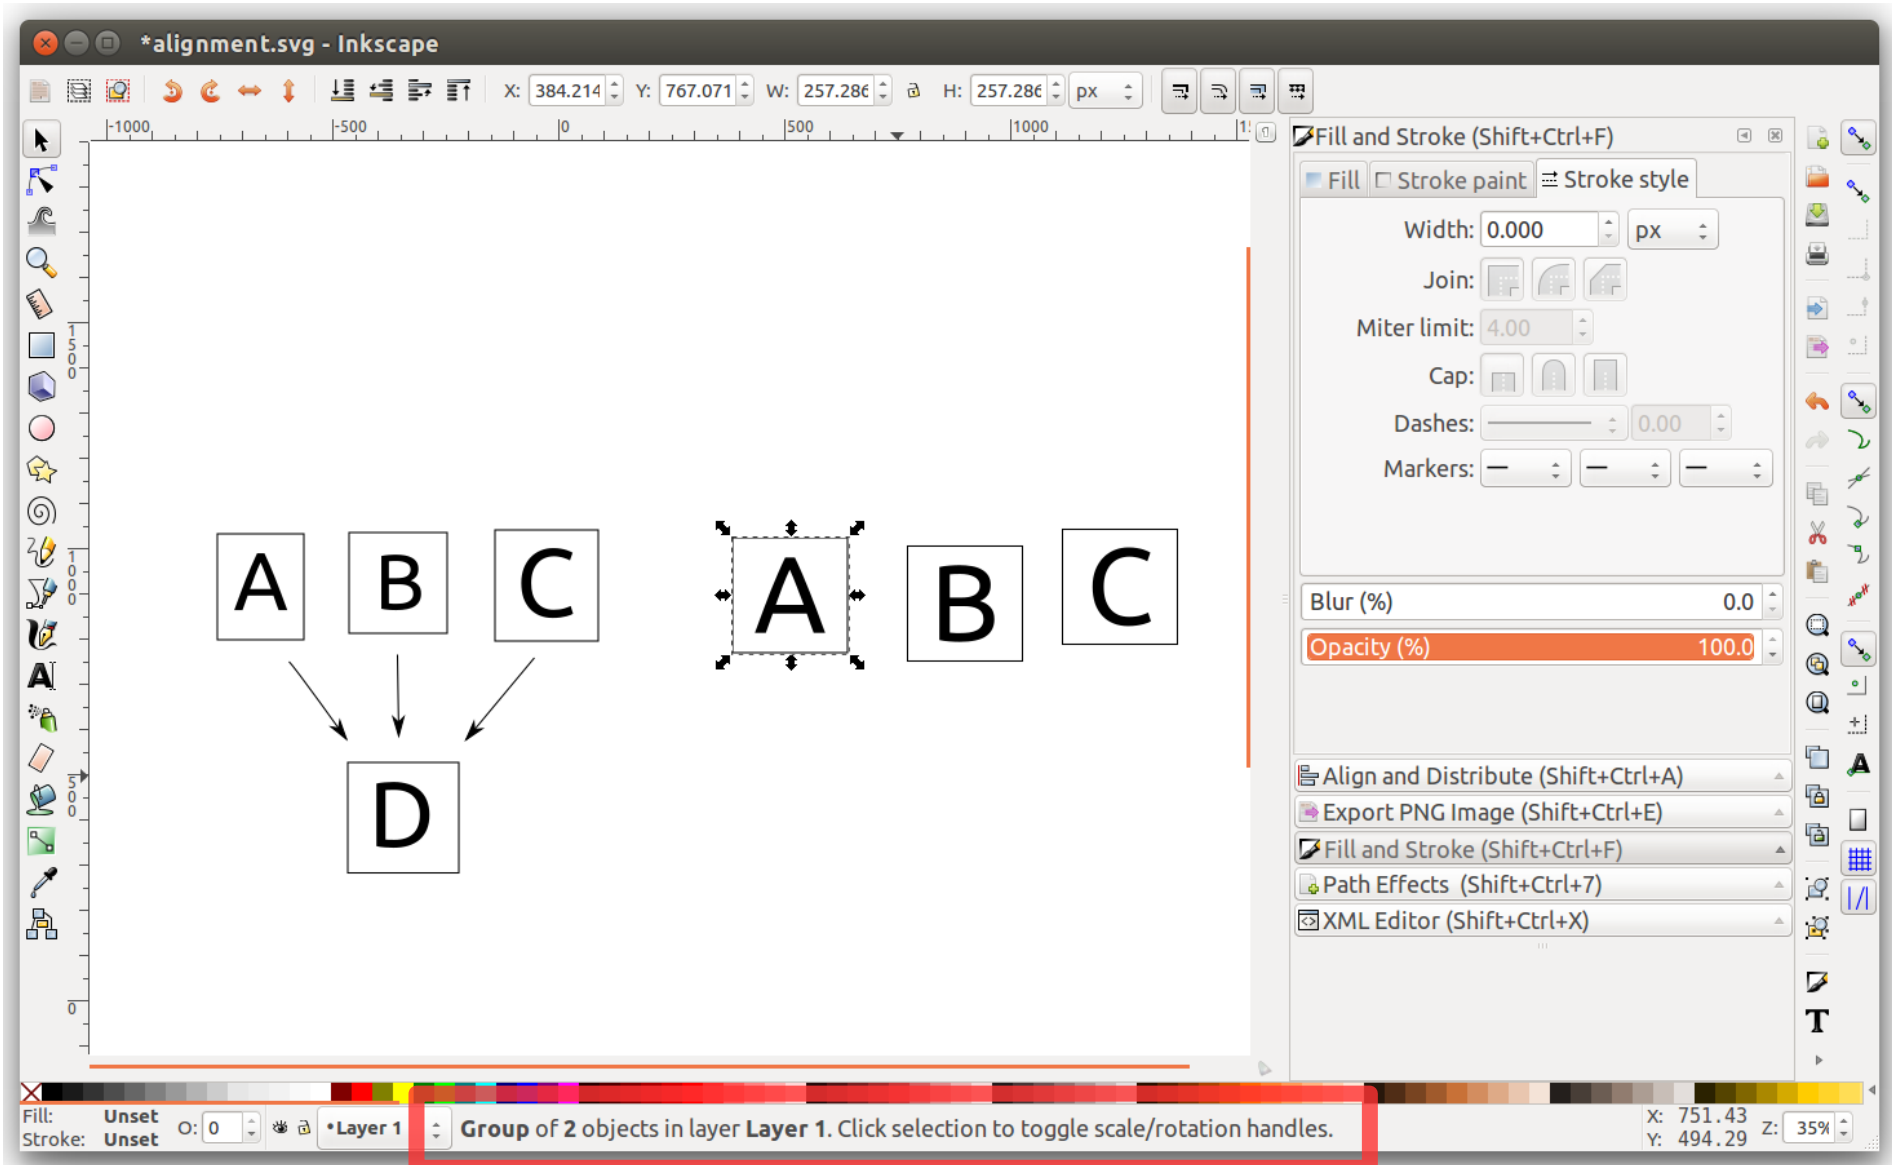 *alignment.svg - Inkscape
X: 384.214 Y: 767.071 W: 257.286 H: 257.286 px
-1000 -500 0 500 1000
1500
1000
500
0
Fill and Stroke (Shift+Ctrl+F)
Fill Stroke paint Stroke style
Width: 0.000 px
Join:
Miter limit: 4.00
Cap:
Dashes: 0.00
Markers:
Blur (%) 0.0
Opacity (%) 100.0
A B C A B C
D
Align and Distribute (Shift+Ctrl+A)
Export PNG Image (Shift+Ctrl+E)
Fill and Stroke (Shift+Ctrl+F)
Path Effects (Shift+Ctrl+7)
XML Editor (Shift+Ctrl+X)
Fill: Unset
Stroke: Unset
O: 0
•Layer 1
Group of 2 objects in layer Layer 1. Click selection to toggle scale/rotation handles.
X: 751.43
Y: 494.29
Z: 35%